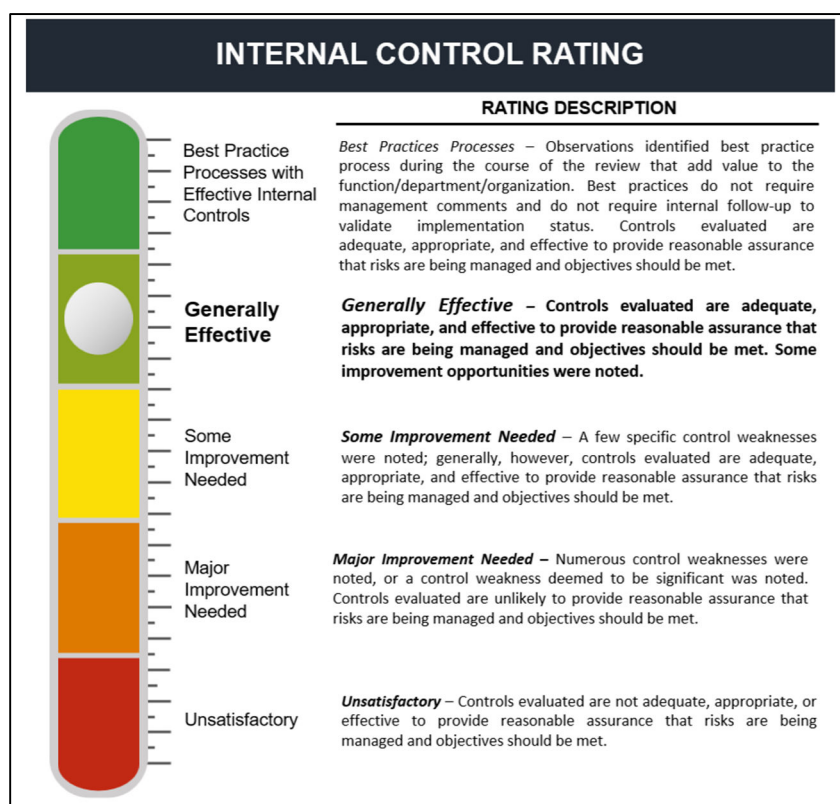 INTERNAL CONTROL RATING
RATING DESCRIPTION
Best Practice
Processes with
Effective Internal
Controls
Best Practices Processes – Observations identified best practice
process during the course of the review that add value to the
function/department/organization. Best practices do not require
management comments and do not require internal follow-up to
validate implementation status. Controls evaluated are
adequate, appropriate, and effective to provide reasonable assurance
that risks are being managed and objectives should be met.
Generally
Effective
Generally Effective – Controls evaluated are adequate,
appropriate, and effective to provide reasonable assurance that
risks are being managed and objectives should be met. Some
improvement opportunities were noted.
Some
Improvement
Needed
Some Improvement Needed – A few specific control weaknesses
were noted; generally, however, controls evaluated are adequate,
appropriate, and effective to provide reasonable assurance that risks
are being managed and objectives should be met.
Major
Improvement
Needed
Major Improvement Needed – Numerous control weaknesses were
noted, or a control weakness deemed to be significant was noted.
Controls evaluated are unlikely to provide reasonable assurance that
risks are being managed and objectives should be met.
Unsatisfactory
Unsatisfactory – Controls evaluated are not adequate, appropriate, or
effective to provide reasonable assurance that risks are being
managed and objectives should be met.